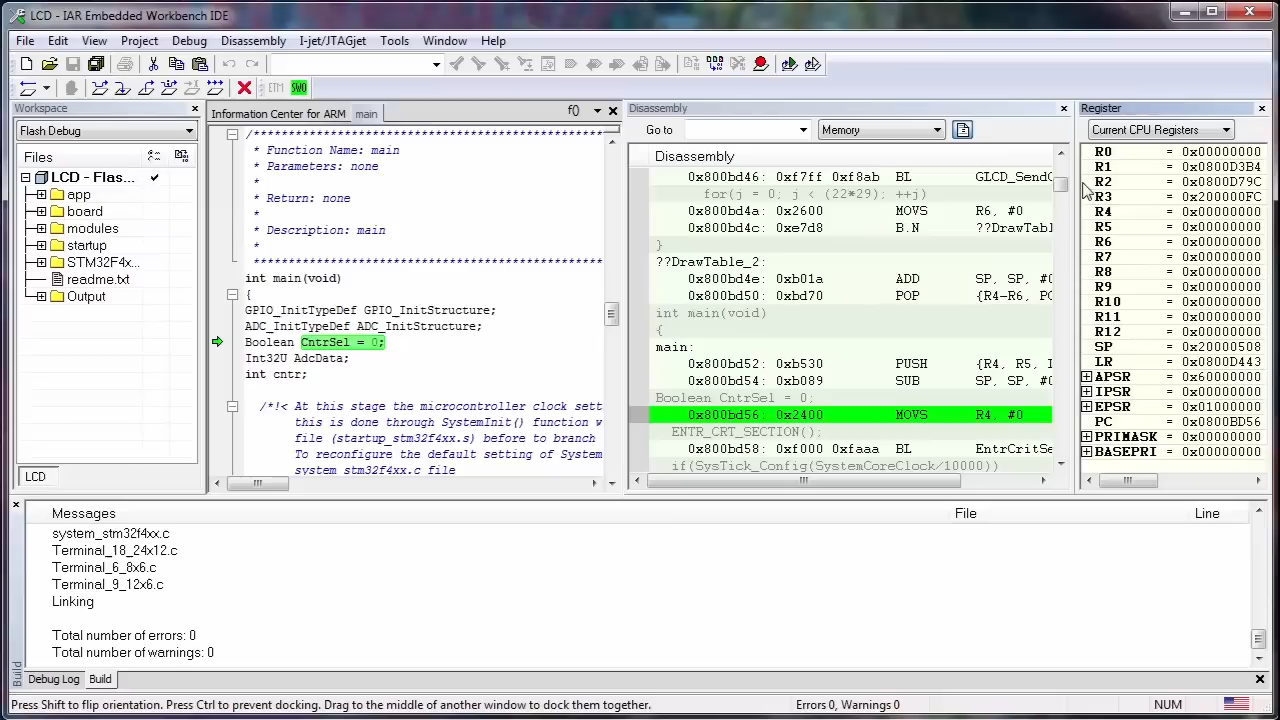 LCD - IAR Embedded Workbench IDE
File Edit View Project Debug Disassembly I-jet/JTAGjet Tools Window Help
ETM SWO
Workspace
Flash Debug
Files
LCD - Flas...
app
board
modules
startup
STM32F4x...
readme.txt
Output
LCD
Information Center for ARM main f()
/***************************************************
* Function Name: main
* Parameters: none
*
* Return: none
*
* Description: main
*
***************************************************
int main(void)
{
GPIO_InitTypeDef GPIO_InitStructure;
ADC_InitTypeDef ADC_InitStructure;
Boolean CntrSel = 0;
Int32U AdcData;
int cntr;
/*!< At this stage the microcontroller clock sett
this is done through SystemInit() function w
file (startup_stm32f4xx.s) before to branch
To reconfigure the default setting of System
system_stm32f4xx.c file
Disassembly
Go to Memory
Disassembly
0x800bd46: 0xf7ff 0xf8ab BL GLCD_SendC
for(j = 0; j < (22*29); ++j)
0x800bd4a: 0x2600 MOVS R6, #0
0x800bd4c: 0xe7d8 B.N ??DrawTabl
}
??DrawTable_2:
0x800bd4e: 0xb01a ADD SP, SP, #0
0x800bd50: 0xbd70 POP {R4-R6, PC
int main(void)
{
main:
0x800bd52: 0xb530 PUSH {R4, R5, L
0x800bd54: 0xb089 SUB SP, SP, #0
Boolean CntrSel = 0;
0x800bd56: 0x2400 MOVS R4, #0
ENTR_CRT_SECTION();
0x800bd58: 0xf000 0xfaaa BL EntrCritSe
if(SysTick_Config(SystemCoreClock/10000))
Register
Current CPU Registers
R0 = 0x00000000
R1 = 0x0800D3B4
R2 = 0x0800D79C
R3 = 0x200000FC
R4 = 0x00000000
R5 = 0x00000000
R6 = 0x00000000
R7 = 0x00000000
R8 = 0x00000000
R9 = 0x00000000
R10 = 0x00000000
R11 = 0x00000000
R12 = 0x00000000
SP = 0x20000508
LR = 0x0800D443
APSR = 0x60000000
IPSR = 0x00000000
EPSR = 0x01000000
PC = 0x0800BD56
PRIMASK = 0x00000000
BASEPRI = 0x00000000
Messages File Line
system_stm32f4xx.c
Terminal_18_24x12.c
Terminal_6_8x6.c
Terminal_9_12x6.c
Linking
Total number of errors: 0
Total number of warnings: 0
Build
Debug Log Build
Press Shift to flip orientation. Press Ctrl to prevent docking. Drag to the middle of another window to dock them together. Errors 0, Warnings 0 NUM